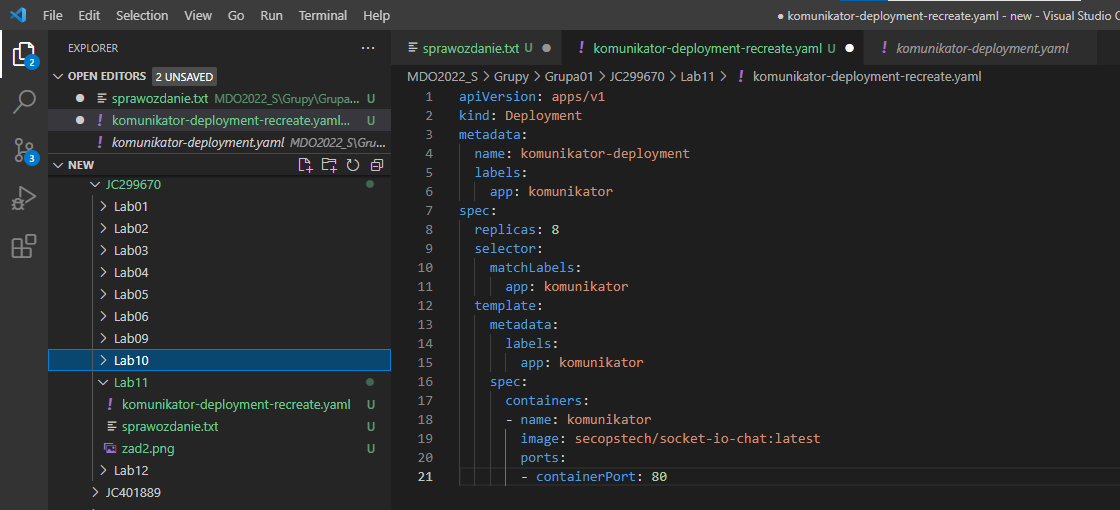 File Edit Selection View Go Run Terminal Help
● komunikator-deployment-recreate.yaml - new - Visual Studio C
EXPLORER ···
OPEN EDITORS 2 UNSAVED
sprawozdanie.txt MDO2022_S\Grupy\Grupa... U
! komunikator-deployment-recreate.yaml... U
! komunikator-deployment.yaml MDO2022_S\Gru...
NEW
JC299670
Lab01
Lab02
Lab03
Lab04
Lab05
Lab06
Lab09
Lab10
Lab11
! komunikator-deployment-recreate.yaml U
sprawozdanie.txt U
zad2.png U
Lab12
JC401889
2
3
sprawozdanie.txt U ●
! komunikator-deployment-recreate.yaml U ●
! komunikator-deployment.yaml
MDO2022_S > Grupy > Grupa01 > JC299670 > Lab11 > ! komunikator-deployment-recreate.yaml
1 apiVersion: apps/v1
2 kind: Deployment
3 metadata:
4 name: komunikator-deployment
5 labels:
6 app: komunikator
7 spec:
8 replicas: 8
9 selector:
10 matchLabels:
11 app: komunikator
12 template:
13 metadata:
14 labels:
15 app: komunikator
16 spec:
17 containers:
18 - name: komunikator
19 image: secopstech/socket-io-chat:latest
20 ports:
21 - containerPort: 80